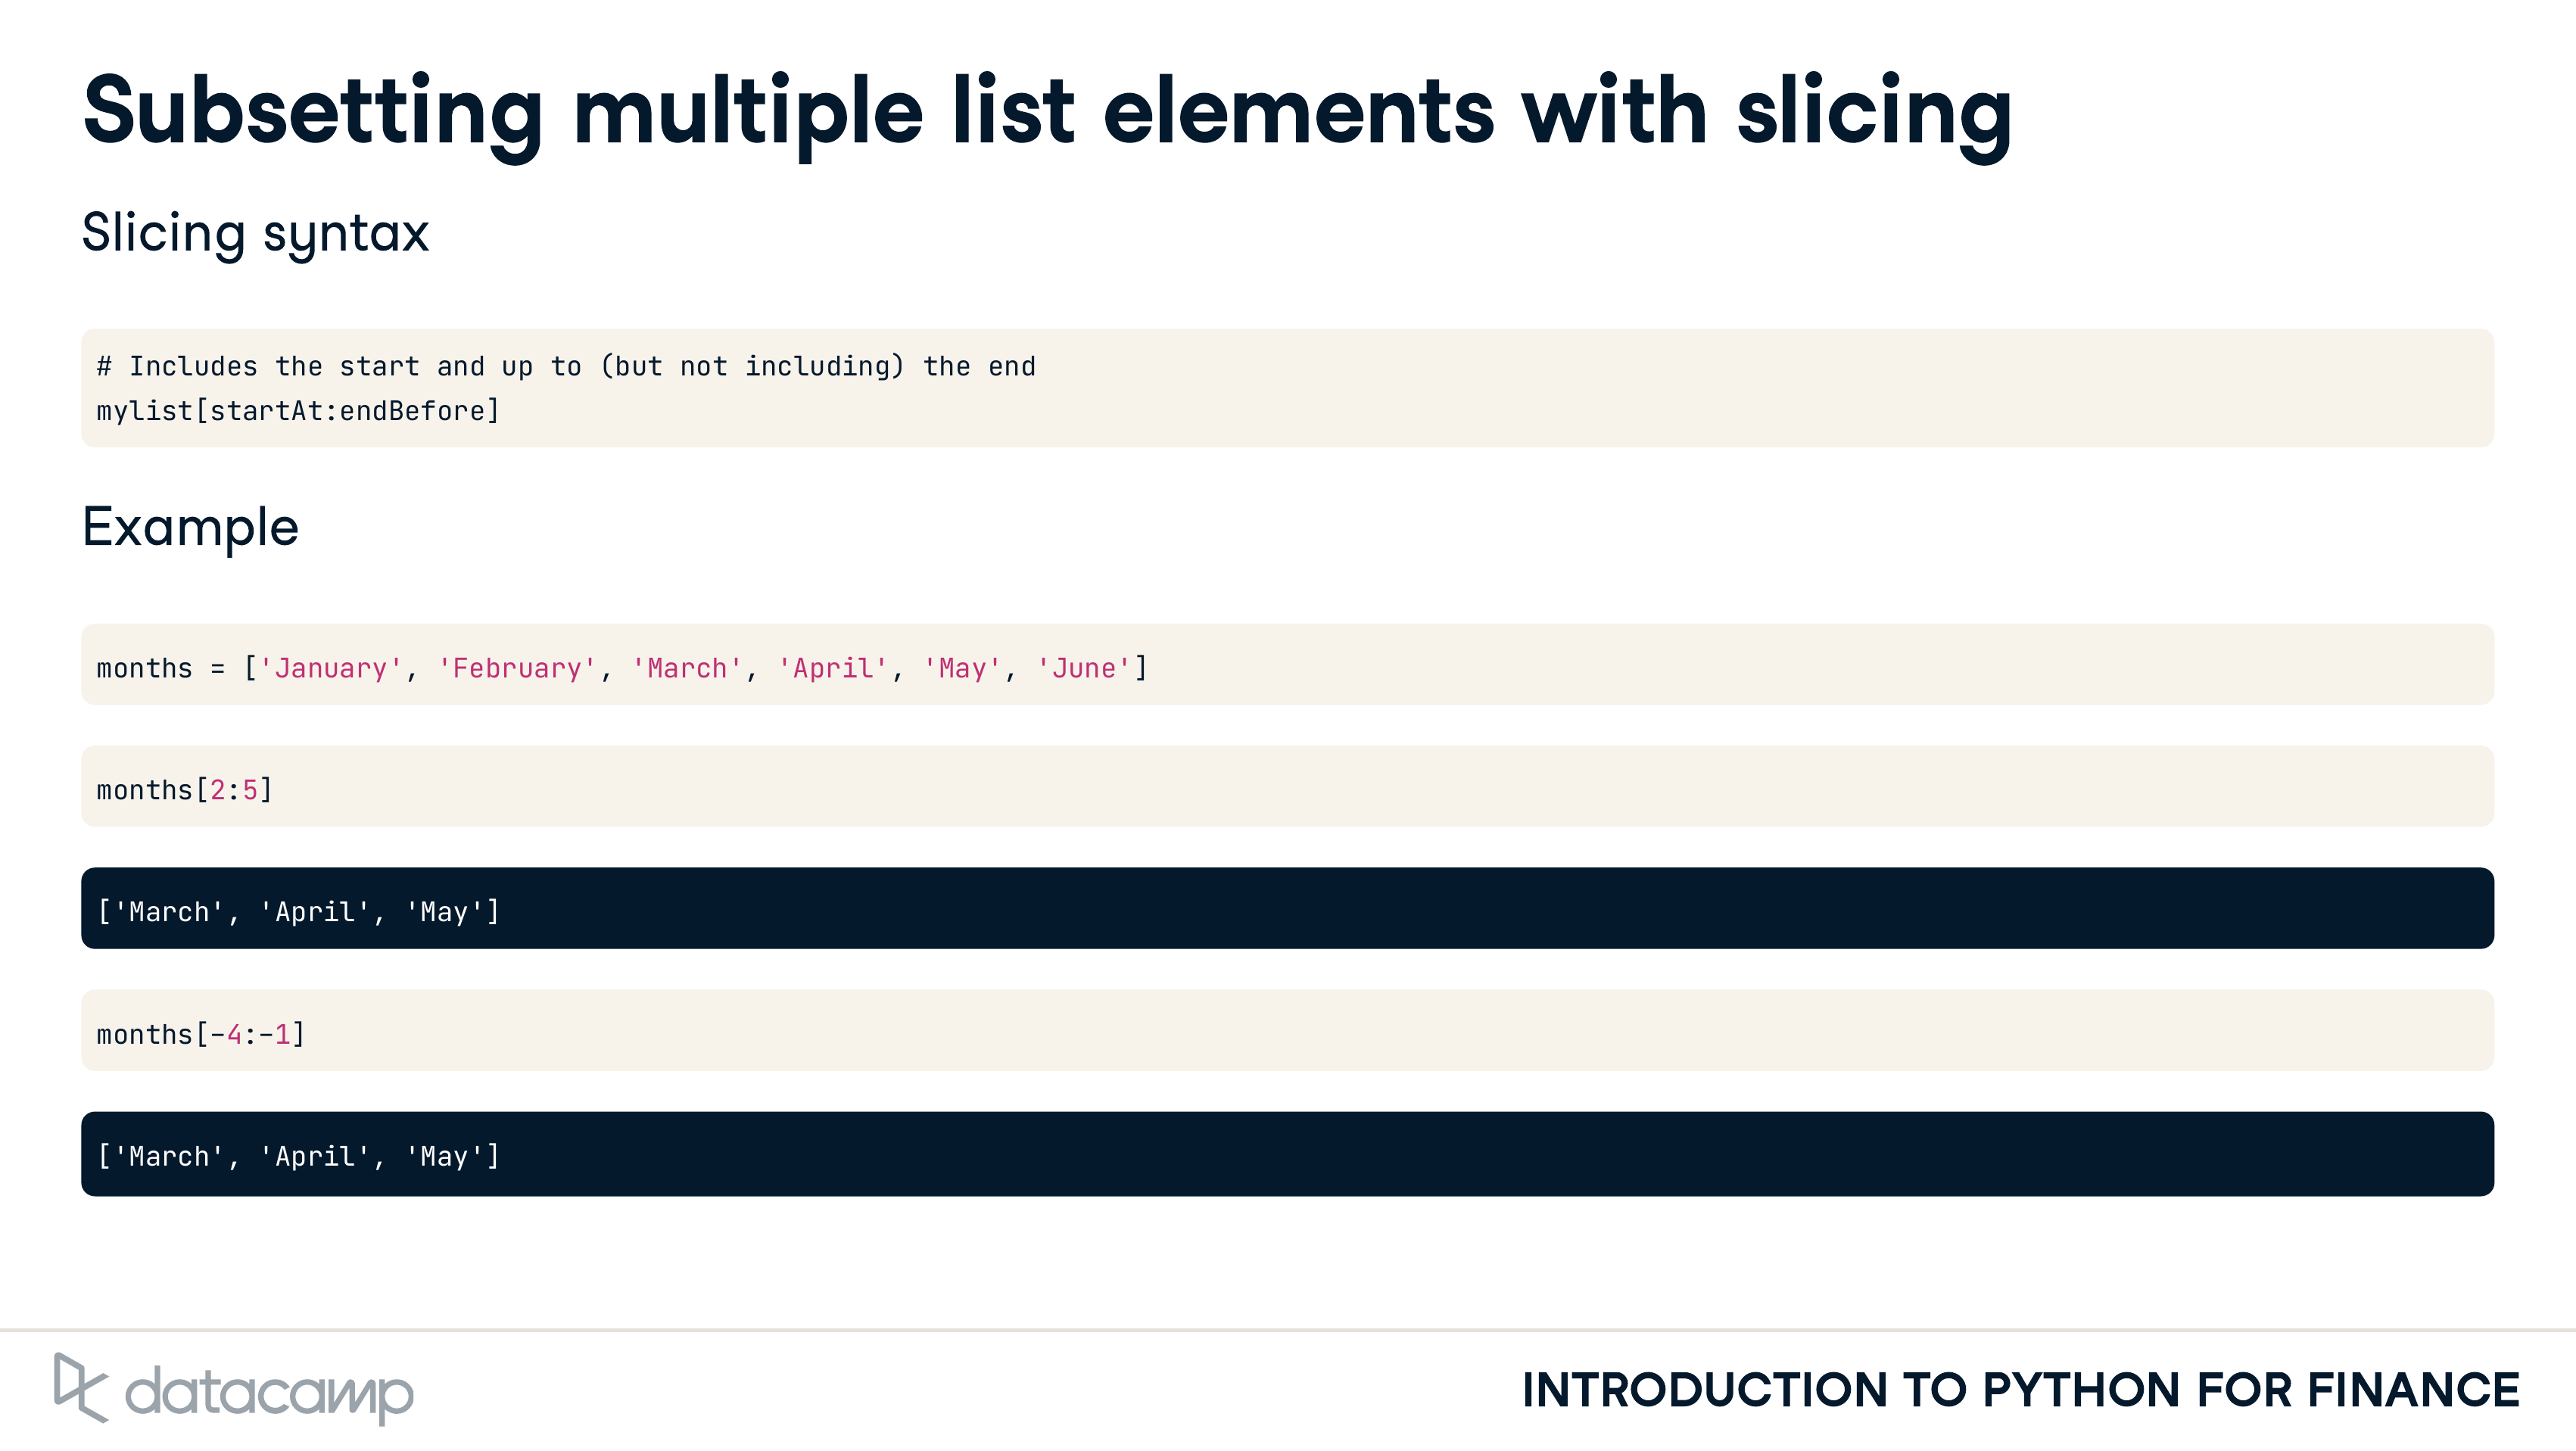 Subsetting multiple list elements with slicing
Slicing syntax
# Includes the start and up to (but not including) the end
mylist[startAt:endBefore]
Example
months = ['January', 'February', 'March', 'April', 'May', 'June']
months[2:5]
['March', 'April', 'May']
months[-4:-1]
['March', 'April', 'May']
datacamp
INTRODUCTION TO PYTHON FOR FINANCE